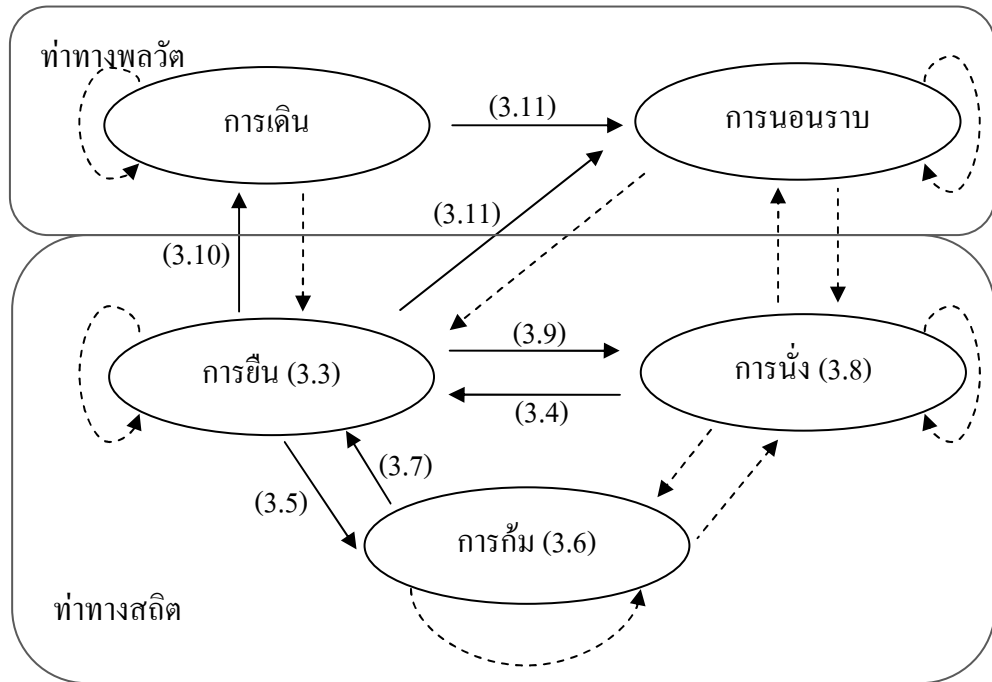 ท่าทางพลวัต
การเดิน
(3.11)
การนอนราบ
(3.11)
(3.10)
การยืน (3.3)
(3.9)
การนั่ง (3.8)
(3.4)
(3.7)
(3.5)
การก้ม (3.6)
ท่าทางสถิต